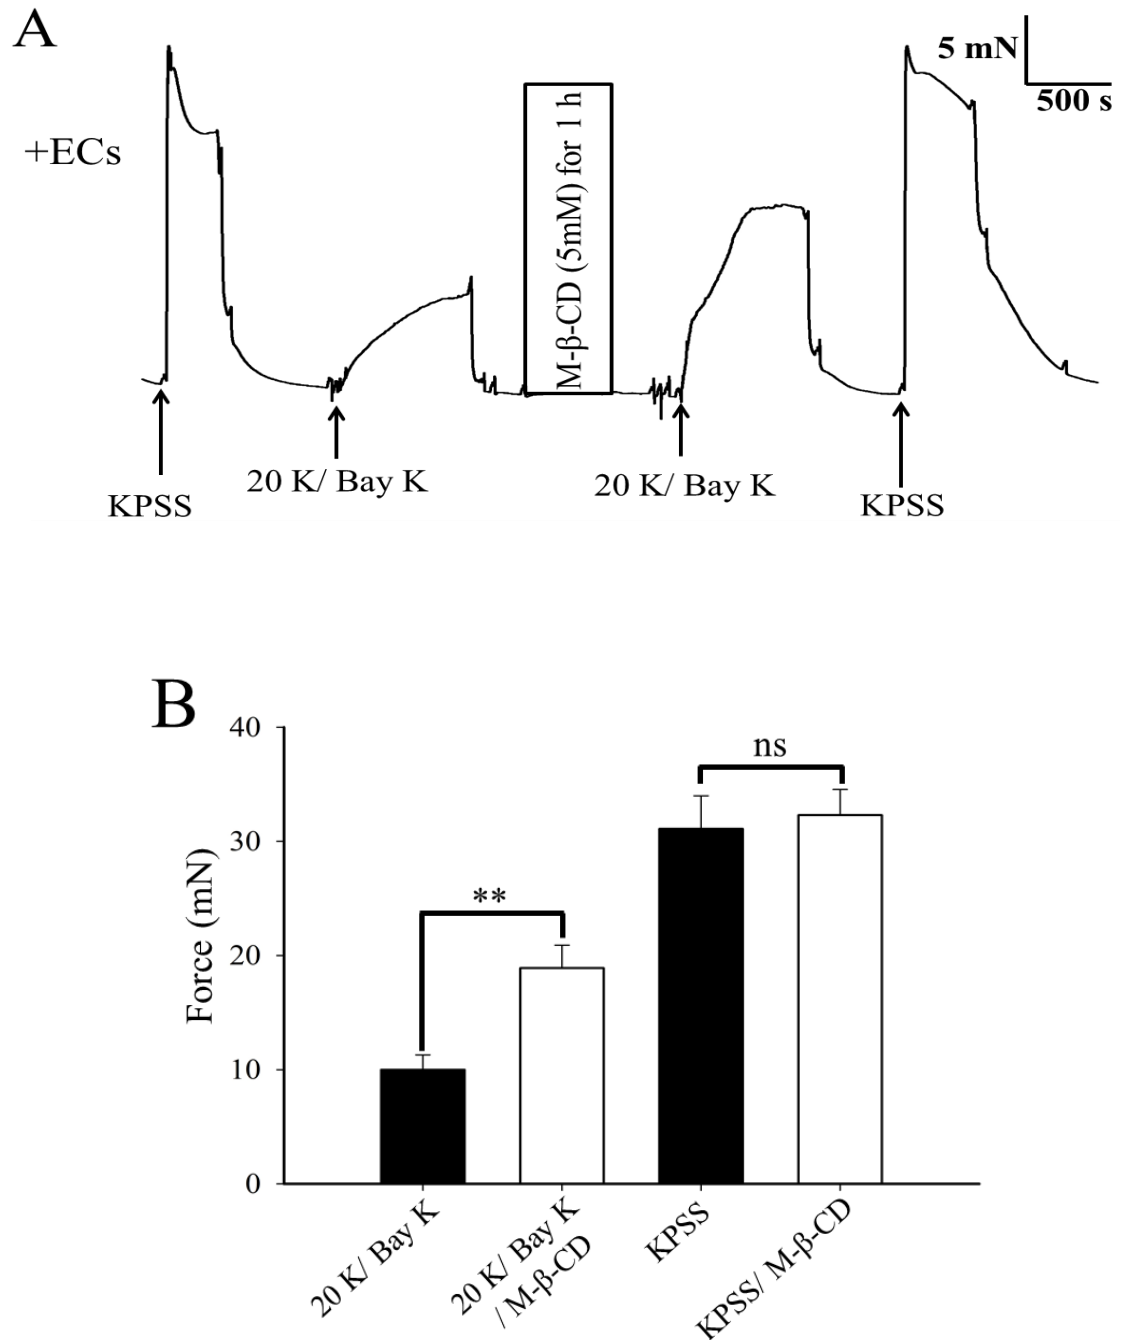 A
5 mN
500 s
+ECs
M-β-CD (5mM) for 1 h
20 K/ Bay K
20 K/ Bay K
KPSS
KPSS
B
40
30
20
10
0
Force (mN)
**
ns
20 K/ Bay K
20 K/ Bay K
/ M-β-CD
KPSS
KPSS/ M-β-CD